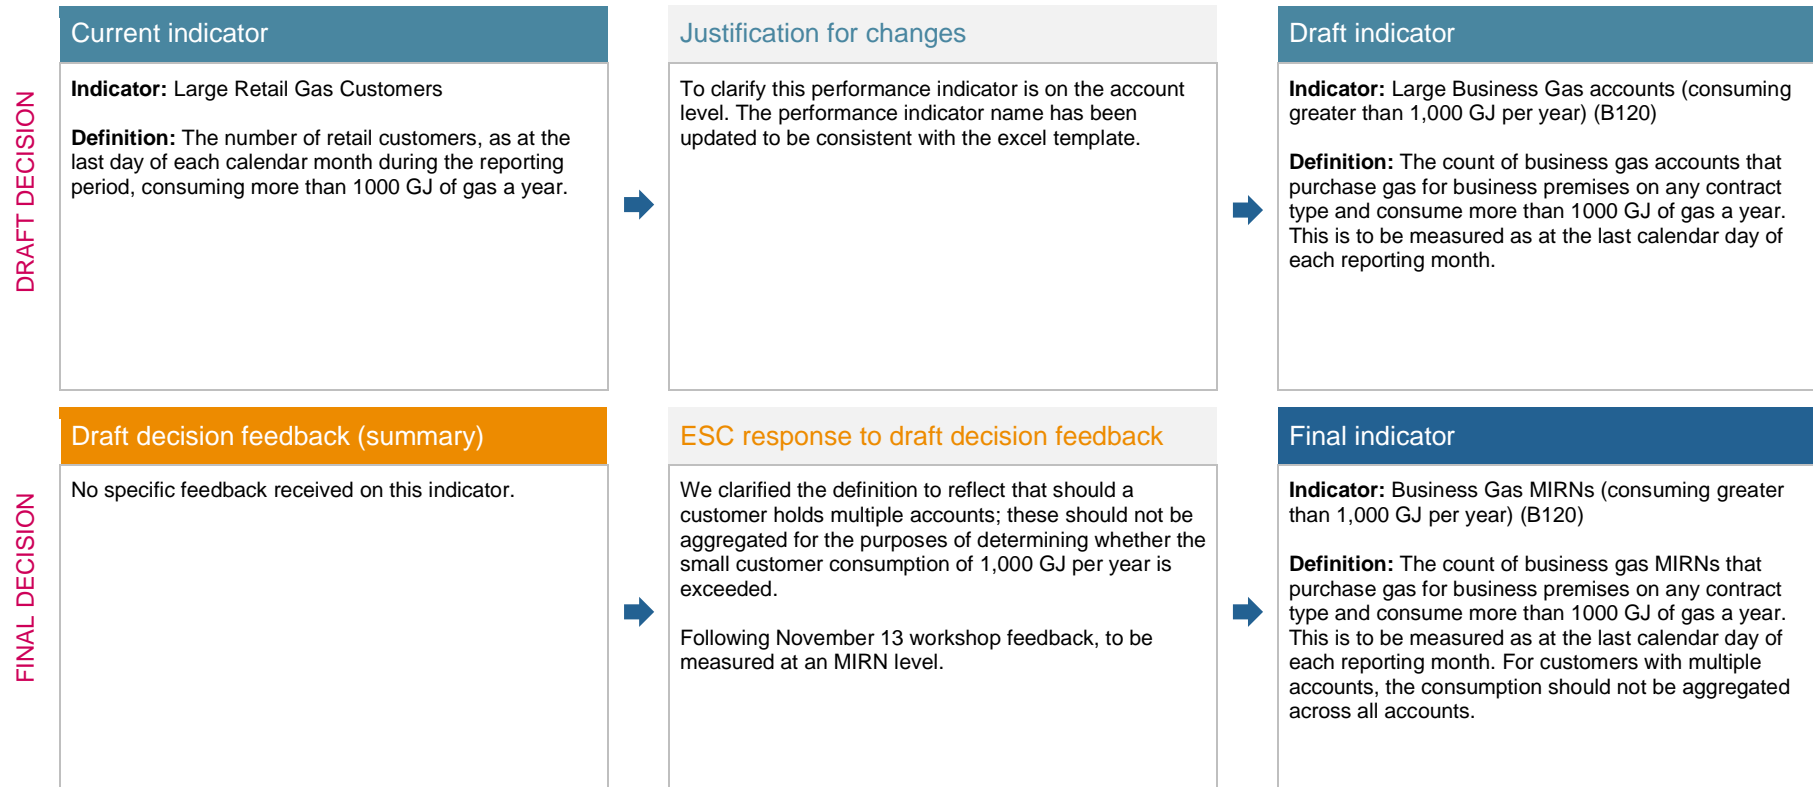 DRAFT DECISION
Current indicator
Indicator: Large Retail Gas Customers
Definition: The number of retail customers, as at the
last day of each calendar month during the reporting
period, consuming more than 1000 GJ of gas a year.
Justification for changes
To clarify this performance indicator is on the account
level. The performance indicator name has been
updated to be consistent with the excel template.
Draft indicator
Indicator: Large Business Gas accounts (consuming
greater than 1,000 GJ per year) (B120)
Definition: The count of business gas accounts that
purchase gas for business premises on any contract
type and consume more than 1000 GJ of gas a year.
This is to be measured as at the last calendar day of
each reporting month.
FINAL DECISION
Draft decision feedback (summary)
No specific feedback received on this indicator.
ESC response to draft decision feedback
We clarified the definition to reflect that should a
customer holds multiple accounts; these should not be
aggregated for the purposes of determining whether the
small customer consumption of 1,000 GJ per year is
exceeded.
Following November 13 workshop feedback, to be
measured at an MIRN level.
Final indicator
Indicator: Business Gas MIRNs (consuming greater
than 1,000 GJ per year) (B120)
Definition: The count of business gas MIRNs that
purchase gas for business premises on any contract
type and consume more than 1000 GJ of gas a year.
This is to be measured as at the last calendar day of
each reporting month. For customers with multiple
accounts, the consumption should not be aggregated
across all accounts.